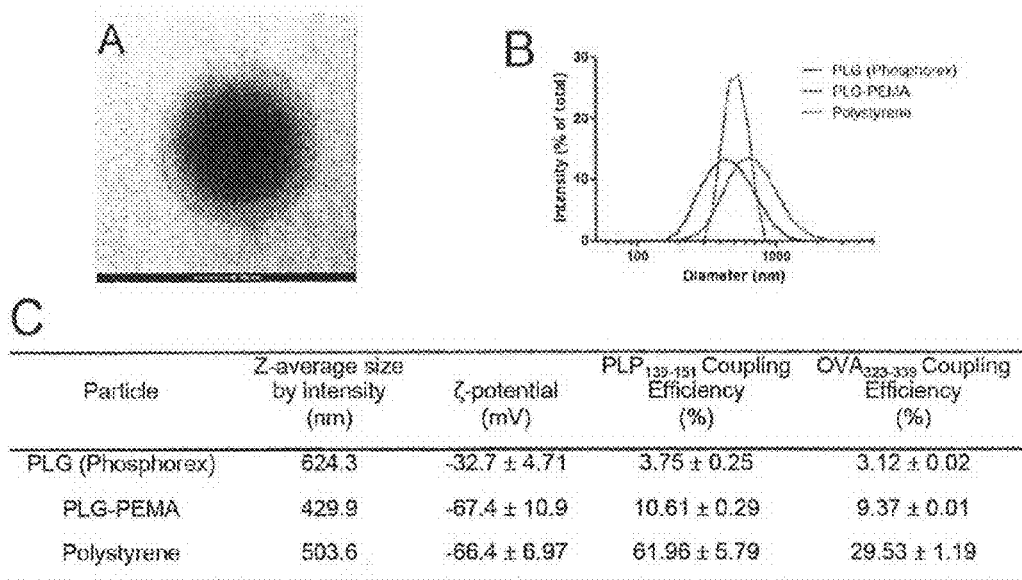 A
B
30
20
10
0
100
1000
Intensity (% of total)
Diameter (nm)
PLG (Phosphorex)
PLG-PEMA
Polystyrene
C
Particle
Z-average size
by intensity
(nm)
ζ-potential
(mV)
PLP139-151 Coupling
Efficiency
(%)
OVA323-339 Coupling
Efficiency
(%)
PLG (Phosphorex) 624.3 -32.7 ± 4.71 3.75 ± 0.25 3.12 ± 0.02
PLG-PEMA 429.9 -67.4 ± 10.9 10.61 ± 0.29 9.37 ± 0.01
Polystyrene 503.6 -66.4 ± 6.97 61.96 ± 5.79 29.53 ± 1.19